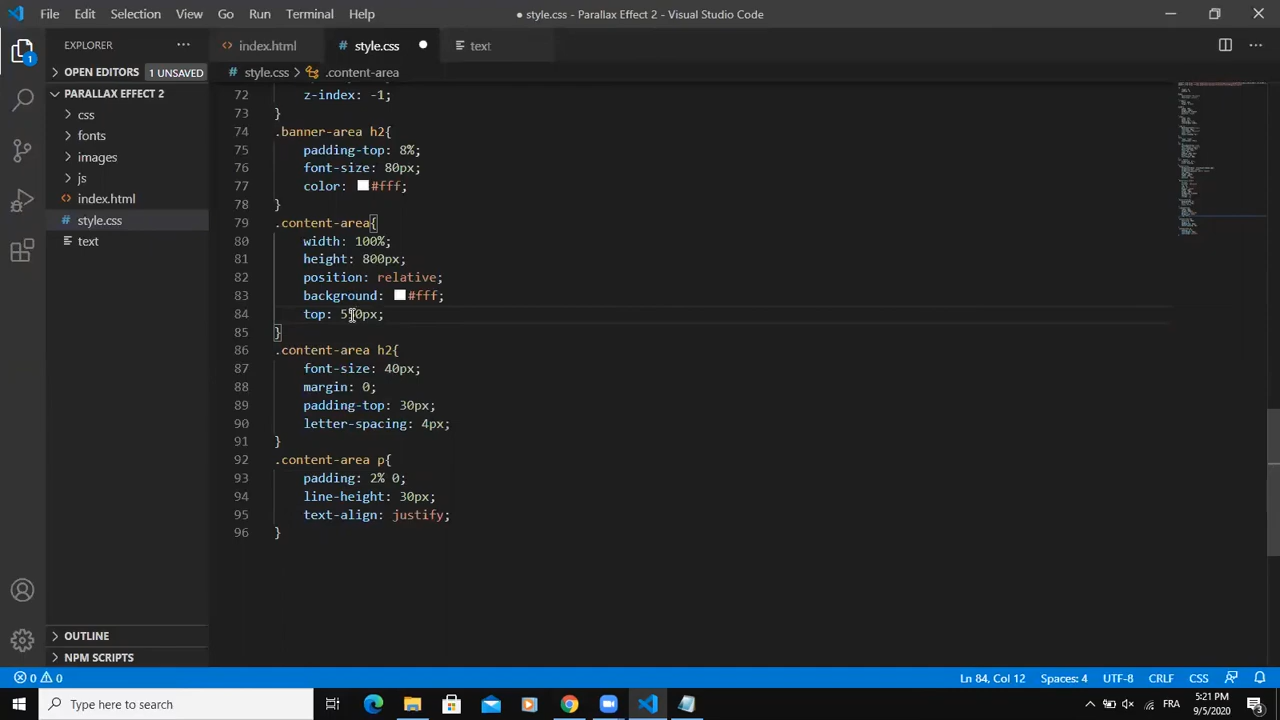 File Edit Selection View Go Run Terminal Help
● style.css - Parallax Effect 2 - Visual Studio Code
EXPLORER
index.html
style.css
text
OPEN EDITORS 1 UNSAVED
style.css > .content-area
PARALLAX EFFECT 2
css
fonts
images
js
index.html
style.css
text
OUTLINE
NPM SCRIPTS
72 z-index: -1;
73 }
74 .banner-area h2{
75 padding-top: 8%;
76 font-size: 80px;
77 color: #fff;
78 }
79 .content-area{
80 width: 100%;
81 height: 800px;
82 position: relative;
83 background: #fff;
84 top: 550px;
85 }
86 .content-area h2{
87 font-size: 40px;
88 margin: 0;
89 padding-top: 30px;
90 letter-spacing: 4px;
91 }
92 .content-area p{
93 padding: 2% 0;
94 line-height: 30px;
95 text-align: justify;
96 }
0 0
Ln 84, Col 12 Spaces: 4 UTF-8 CRLF CSS
Type here to search
FRA
5:21 PM
9/5/2020
3
1